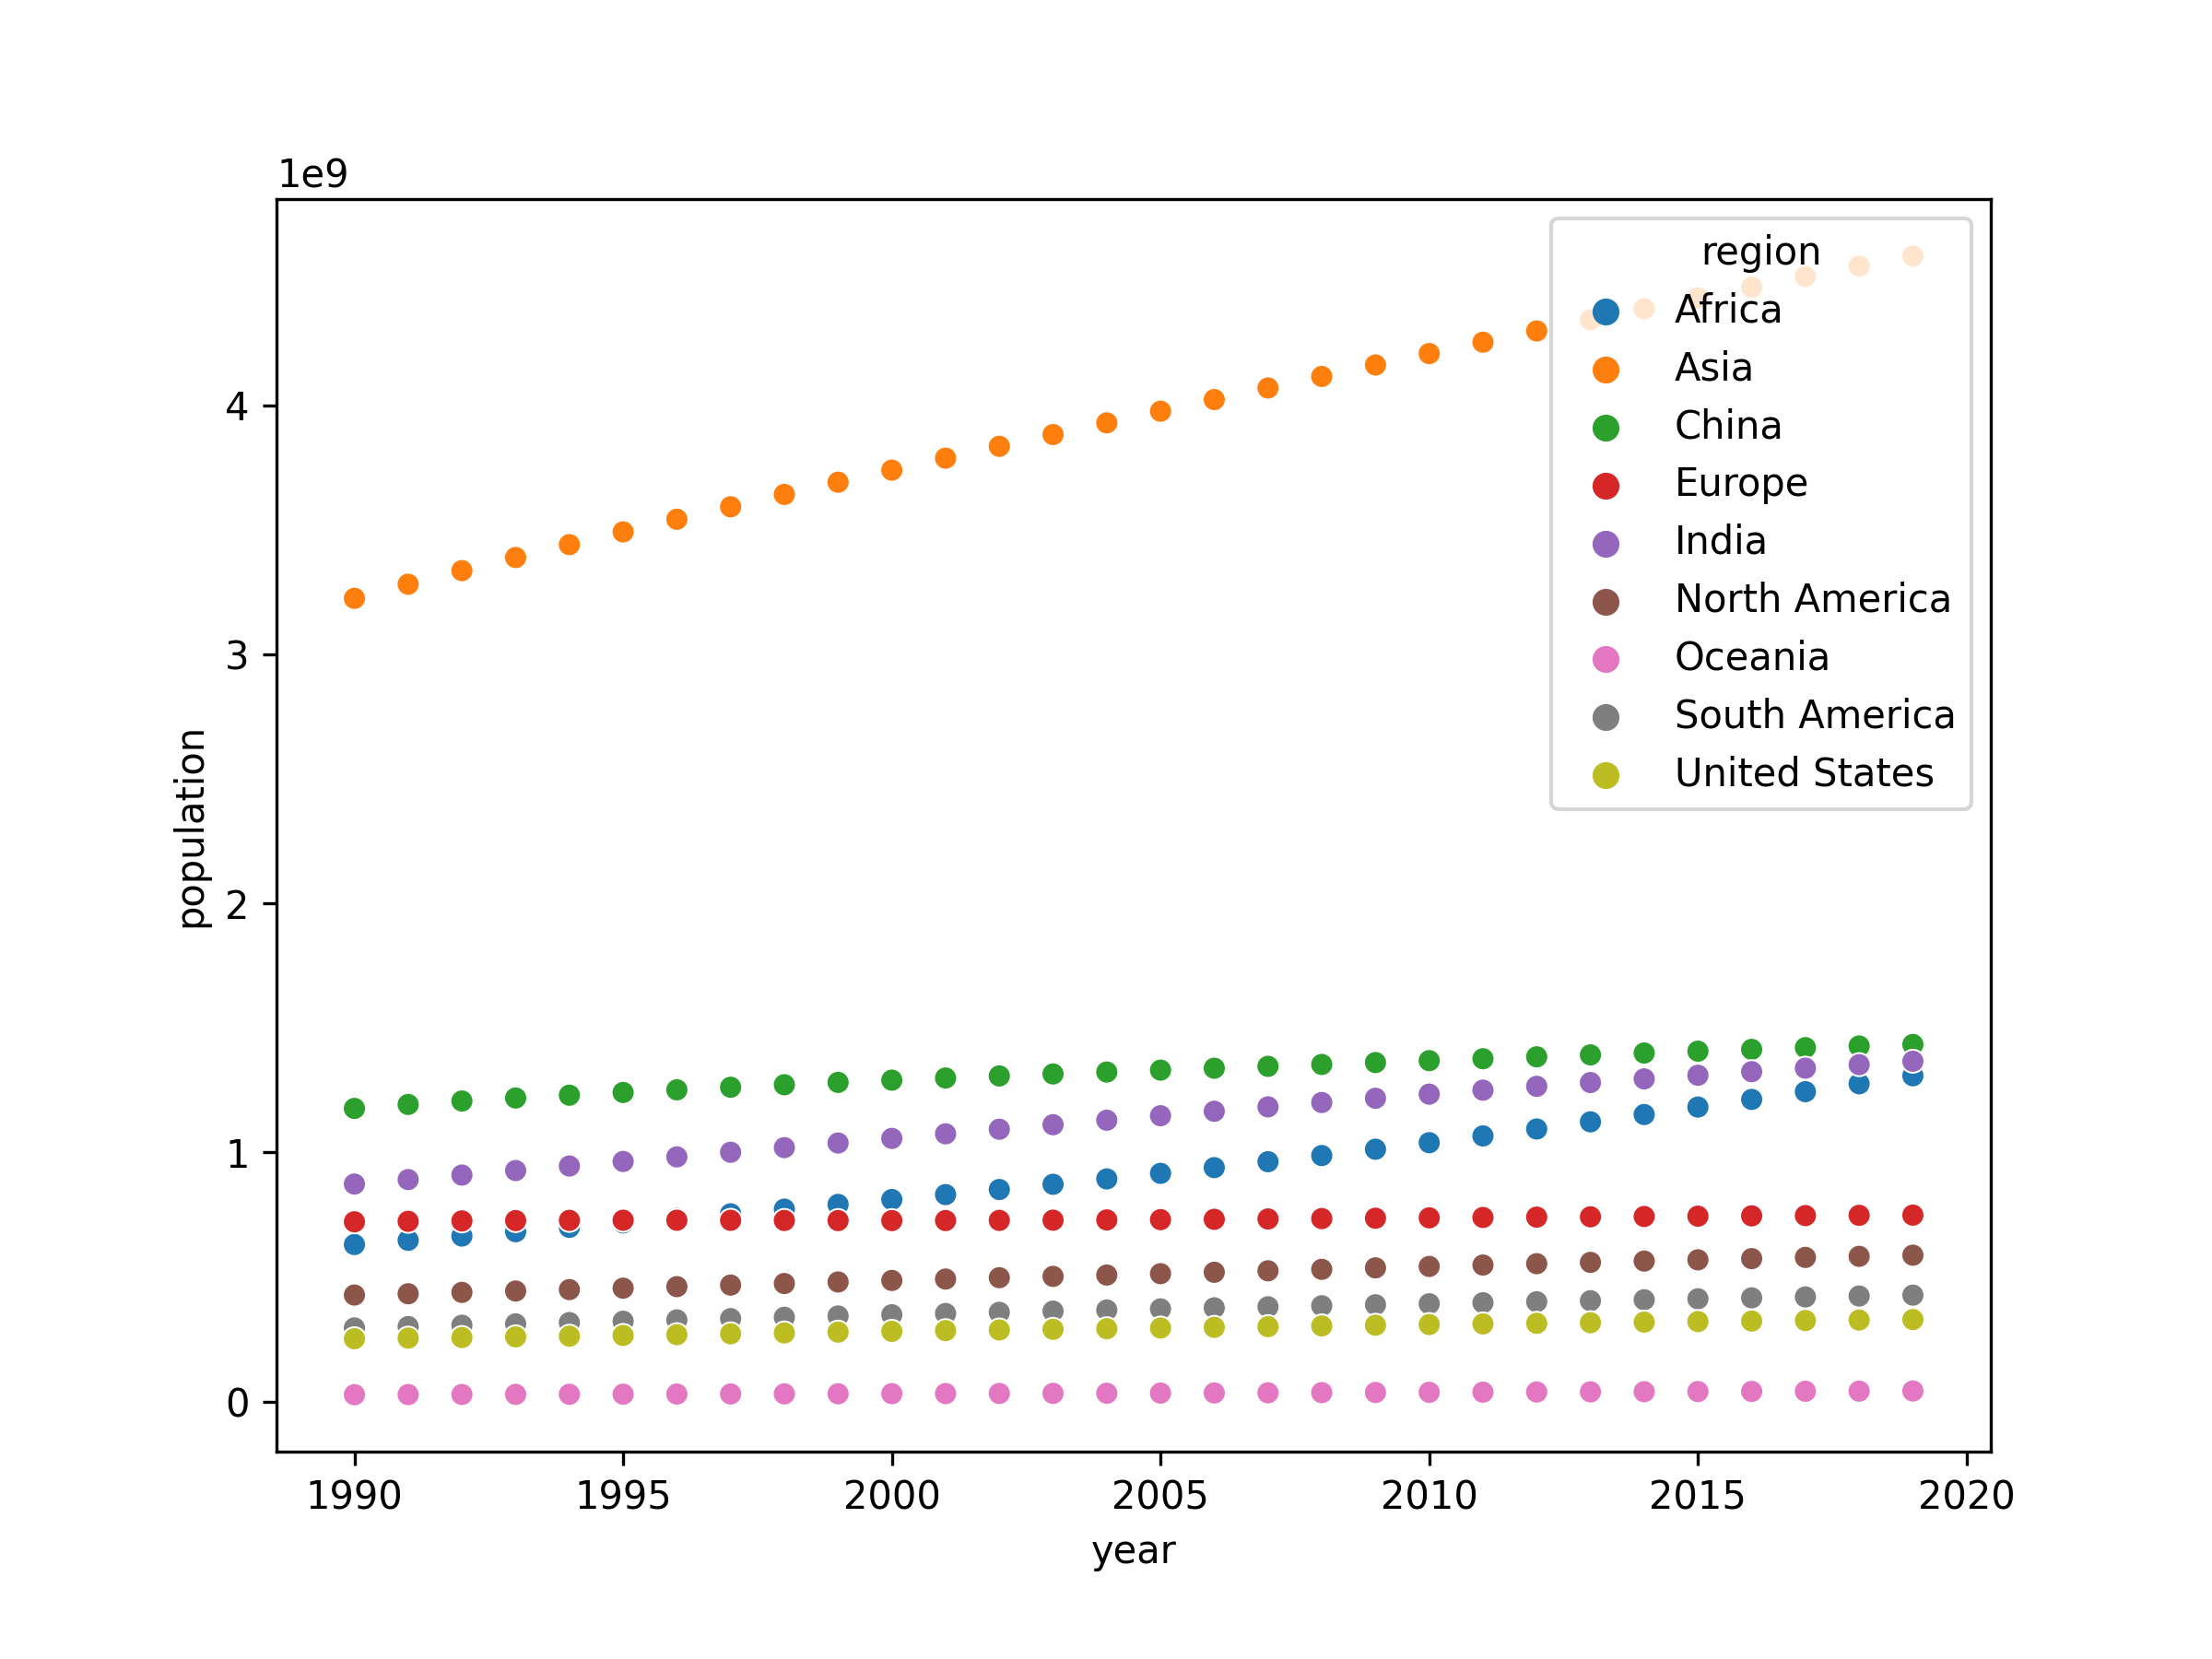 1e9
region
Africa
Asia
China
Europe
India
North America
Oceania
South America
United States
4
3
2
1
0
population
1990 1995 2000 2005 2010 2015 2020
year